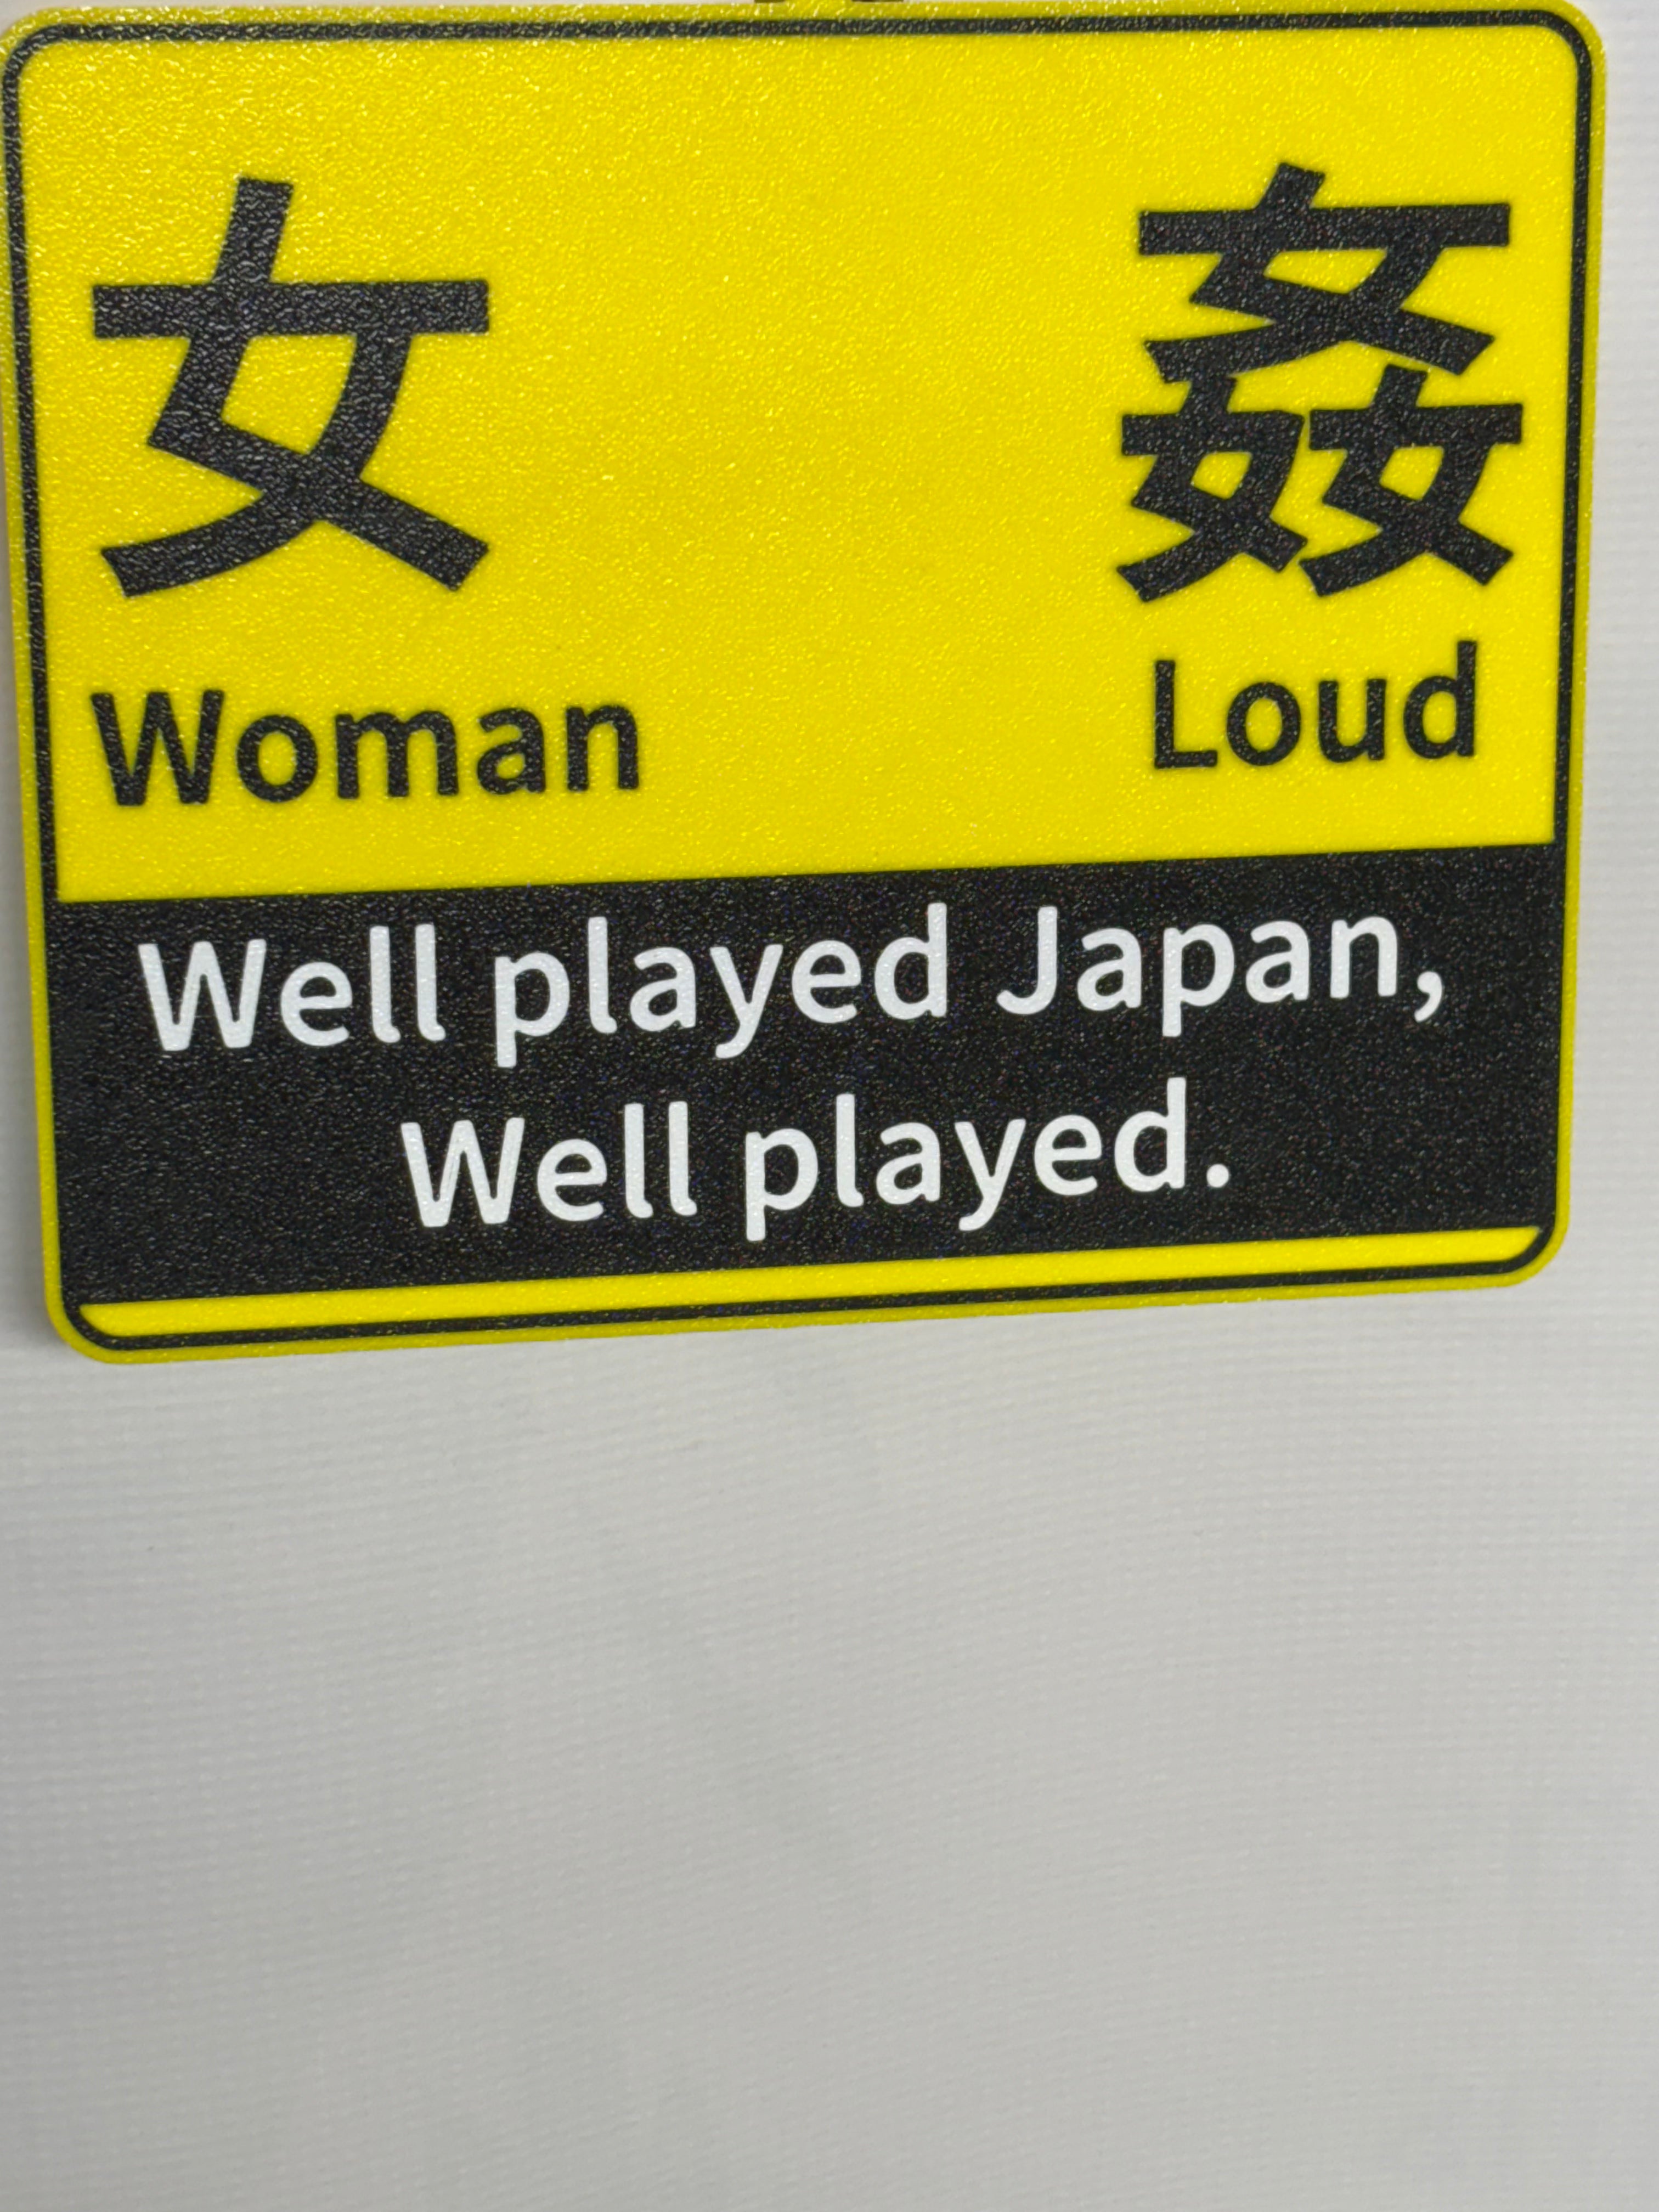 女 姦
Woman Loud
Well played Japan,
Well played.